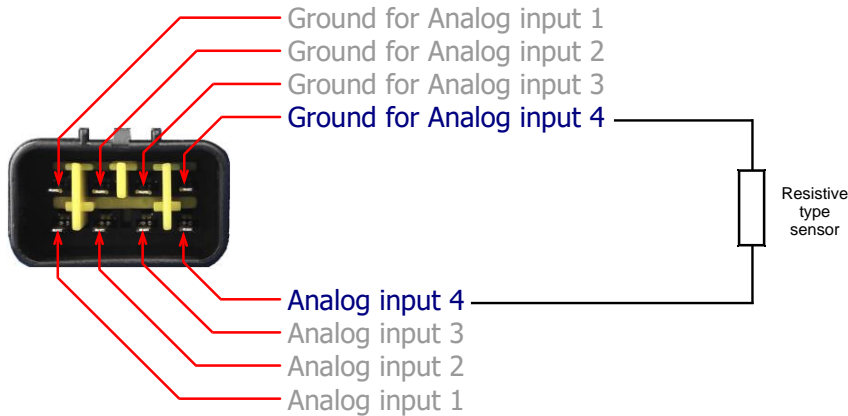 Ground for Analog input 1
Ground for Analog input 2
Ground for Analog input 3
Ground for Analog input 4
Resistive
type
sensor
Analog input 4
Analog input 3
Analog input 2
Analog input 1